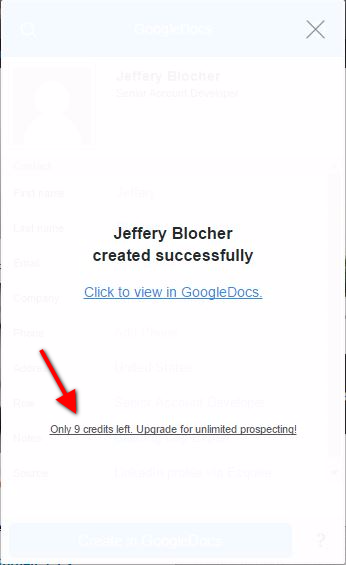 GoogleDocs
Jeffery Blocher
Senior Account Developer
Contact
First name
Last name
Jeffery Blocher
created successfully
Email
Click to view in GoogleDocs.
Company
Phone
Role
Only 9 credits left. Upgrade for unlimited prospecting!
Notes
Source
Create in GoogleDocs
?